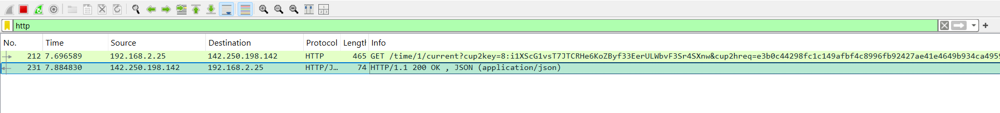 http
No. Time Source Destination Protocol Length Info
212 7.696589 192.168.2.25 142.250.198.142 HTTP 465 GET /time/1/current?cup2key=8:i1XScG1vsT7JTCRHe6KoZByf33EerULWbvF3Sr4SXnw&cup2hreq=e3b0c44298fc1c149afbf4c8996fb92427ae41e4649b934ca4959
231 7.884830 142.250.198.142 192.168.2.25 HTTP/J… 74 HTTP/1.1 200 OK , JSON (application/json)